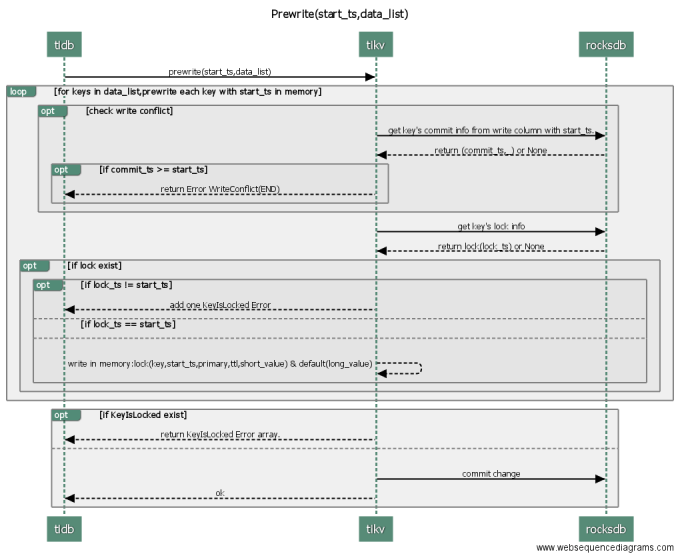 Prewrite(start_ts,data_list)
tidb
tikv
rocksdb
prewrite(start_ts,data_list)
loop
[for keys in data_list,prewrite each key with start_ts in memory]
opt
[check write conflict]
get key's commit info from write column with start_ts.
return (commit_ts,_) or None
opt
[if commit_ts >= start_ts]
return Error WriteConflict(END)
get key's lock info
return lock(lock_ts) or None
opt
[if lock exist]
opt
[if lock_ts != start_ts]
add one KeyIsLocked Error
[if lock_ts == start_ts]
write in memory:lock(key,start_ts,primary,ttl,short_value) & default(long_value)
opt
[if KeyIsLocked exist]
return KeyIsLocked Error array.
commit change
ok
tidb
tikv
rocksdb
www.websequencediagrams.com